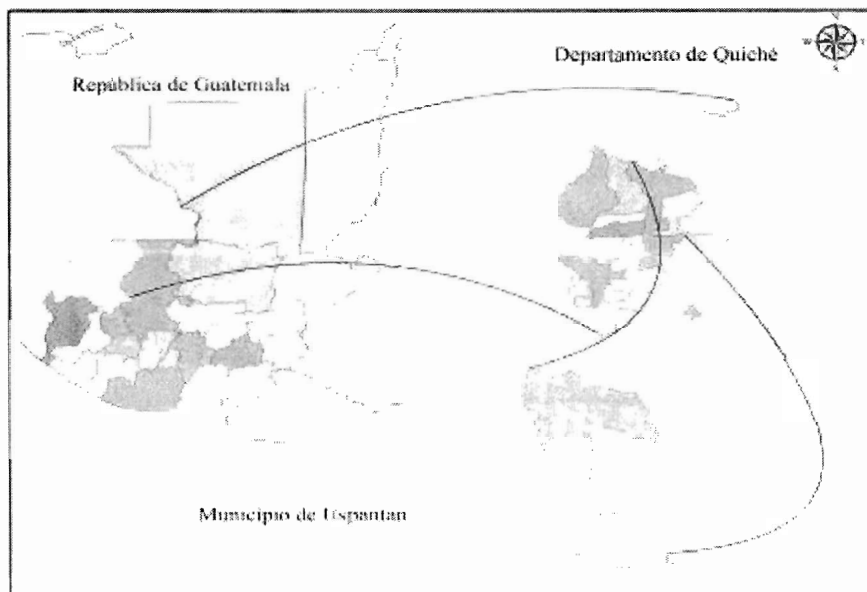 Departamento de Quiché
República de Guatemala
Municipio de Uspantan